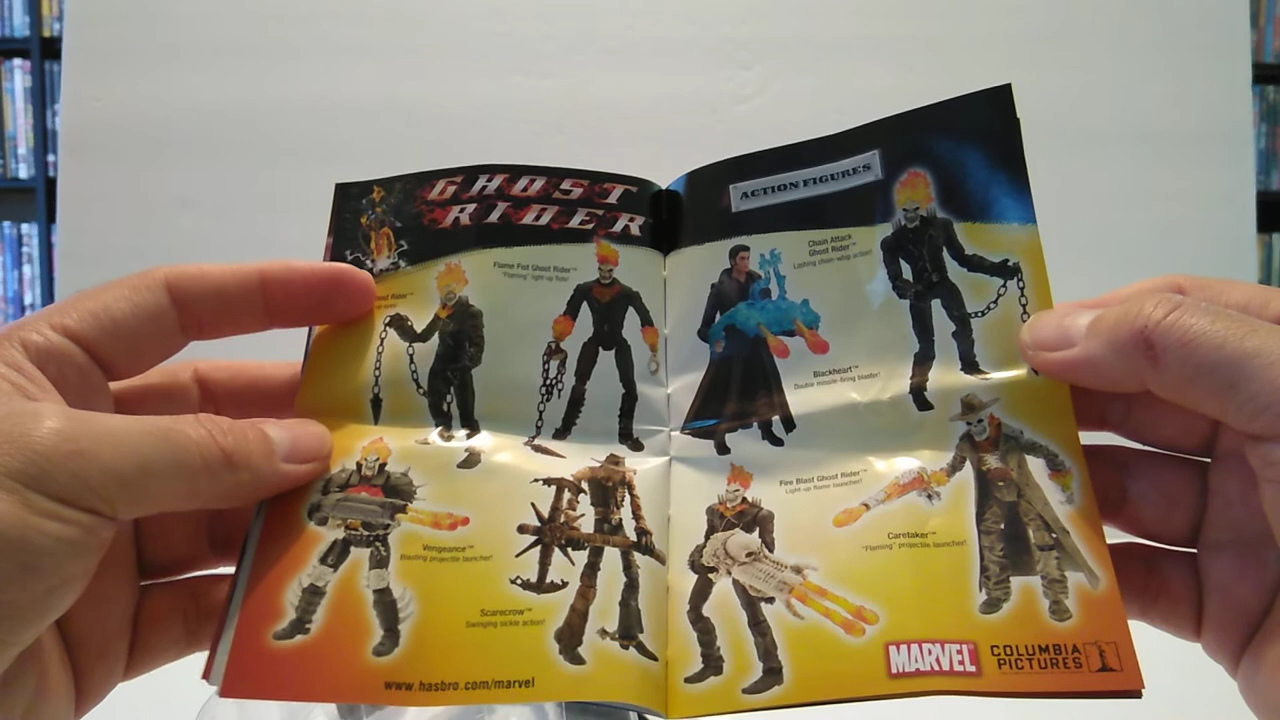 GHOST
RIDER
ACTION FIGURES
Ghost Rider™
Flame Fist Ghost Rider™
"Flaming" light-up fists!
Chain Attack
Ghost Rider™
Lashing chain-whip action!
Blackheart™
Double missile-firing blaster!
Vengeance™
Blasting projectile launcher!
Scarecrow™
Swinging sickle action!
Fire Blast Ghost Rider™
Light-up flame launcher!
Caretaker™
"Flaming" projectile launcher!
www.hasbro.com/marvel
MARVEL
COLUMBIA
PICTURES